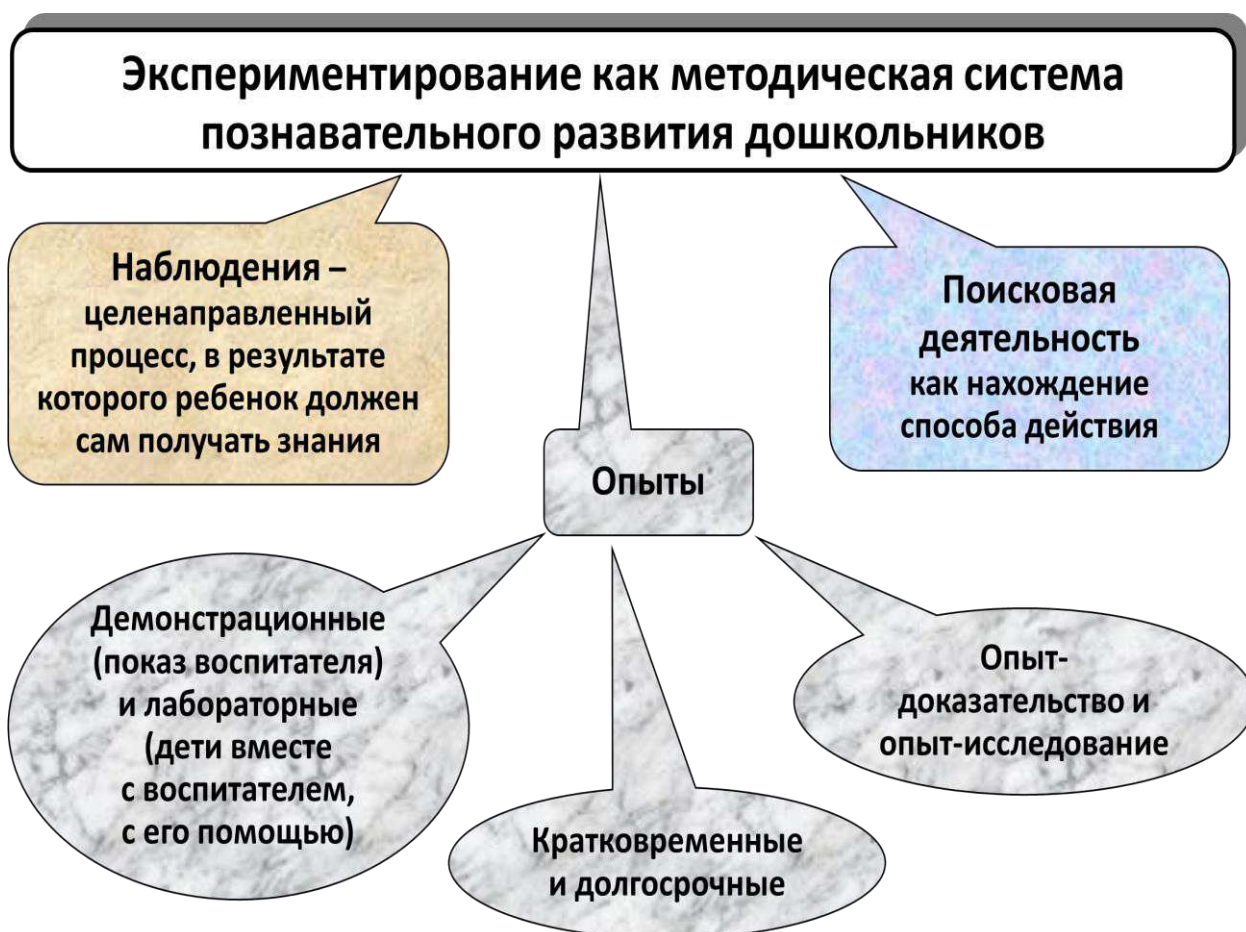 Экспериментирование как методическая система
познавательного развития дошкольников
Наблюдения –
целенаправленный
процесс, в результате
которого ребенок должен
сам получать знания
Поисковая
деятельность
как нахождение
способа действия
Опыты
Демонстрационные
(показ воспитателя)
и лабораторные
(дети вместе
с воспитателем,
с его помощью)
Кратковременные
и долгосрочные
Опыт-
доказательство и
опыт-исследование